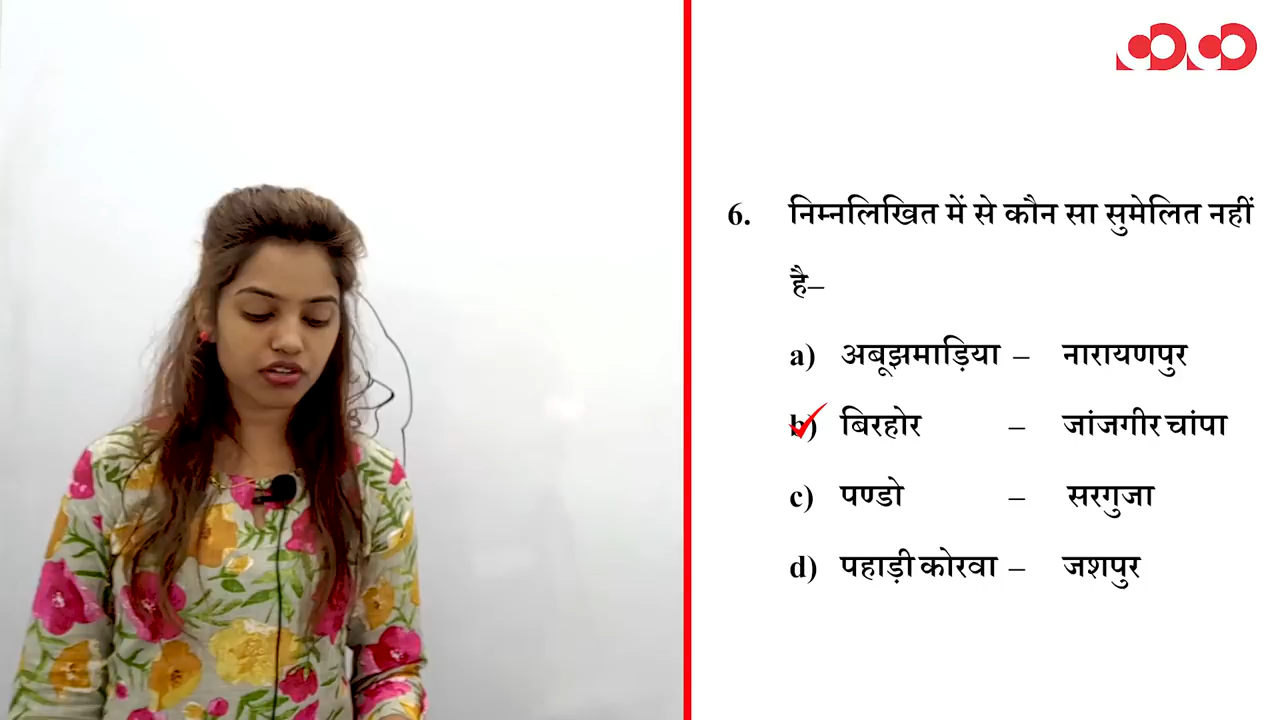 6. निम्नलिखित में से कौन सा सुमेलित नहीं
है–
a) अबूझमाड़िया – नारायणपुर
b) बिरहोर – जांजगीर चांपा
c) पण्डो – सरगुजा
d) पहाड़ी कोरवा – जशपुर